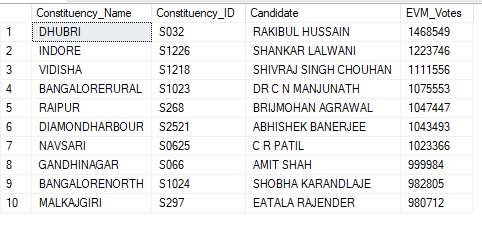 Constituency_Name Constituency_ID Candidate EVM_Votes
1 DHUBRI S032 RAKIBUL HUSSAIN 1468549
2 INDORE S1226 SHANKAR LALWANI 1223746
3 VIDISHA S1218 SHIVRAJ SINGH CHOUHAN 1111556
4 BANGALORERURAL S1023 DR C N MANJUNATH 1075553
5 RAIPUR S268 BRIJMOHAN AGRAWAL 1047447
6 DIAMONDHARBOUR S2521 ABHISHEK BANERJEE 1043493
7 NAVSARI S0625 C R PATIL 1023366
8 GANDHINAGAR S066 AMIT SHAH 999984
9 BANGALORENORTH S1024 SHOBHA KARANDLAJE 982805
10 MALKAJGIRI S297 EATALA RAJENDER 980712